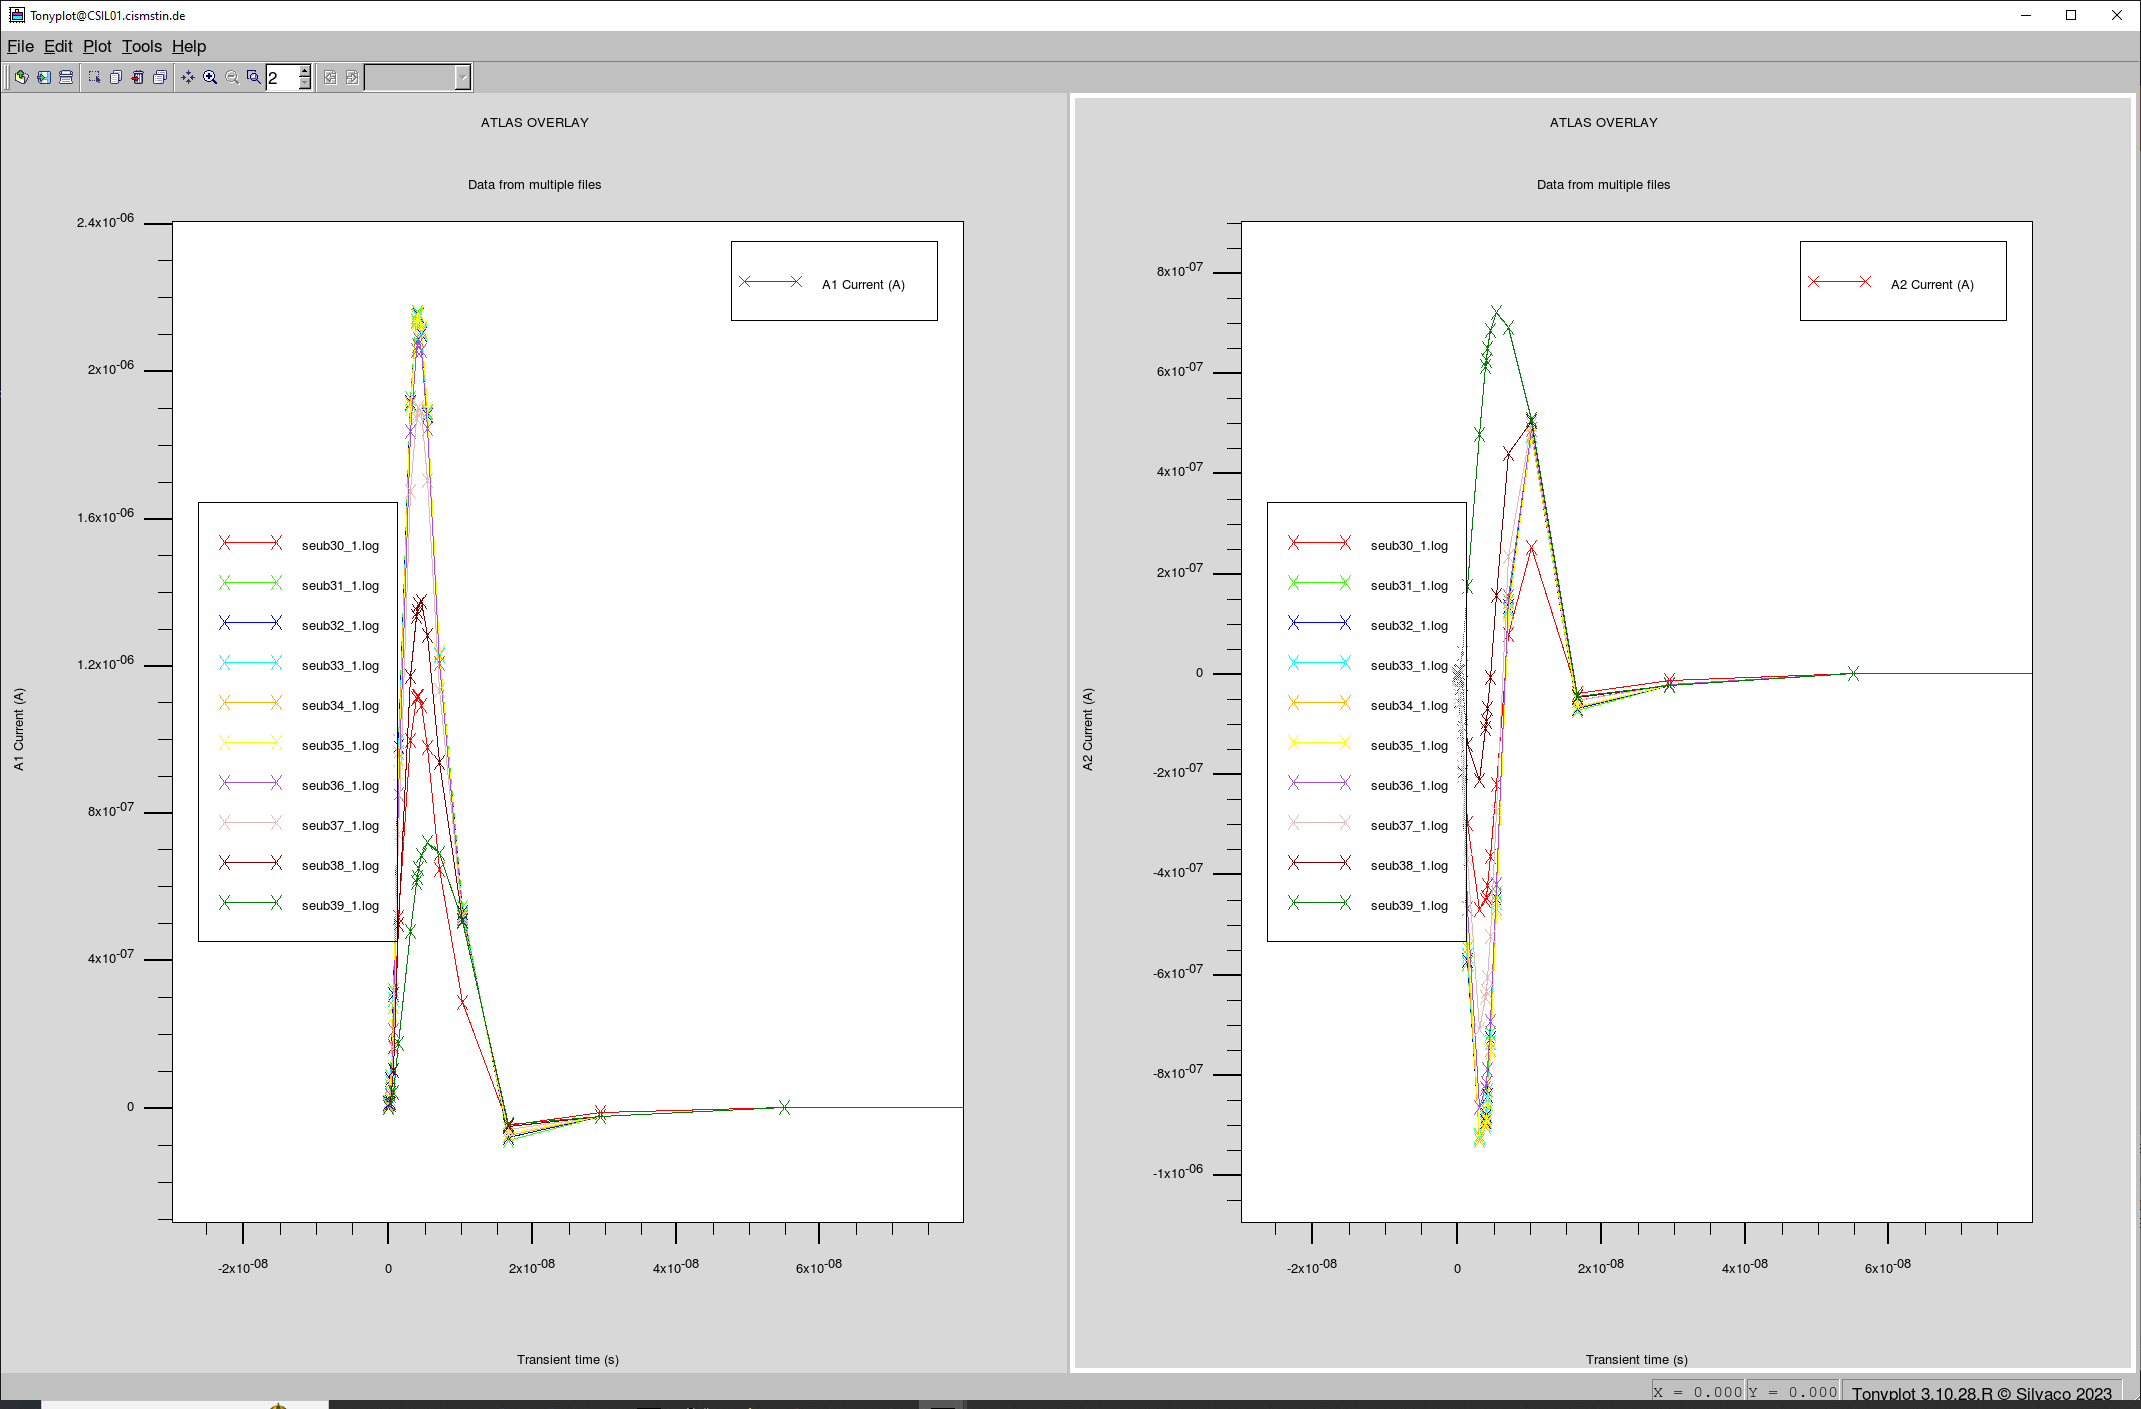 Tonyplot@CSIL01.cismstin.de
File Edit Plot Tools Help
2
ATLAS OVERLAY
Data from multiple files
A1 Current (A)
2.4x10-06
2x10-06
1.6x10-06
1.2x10-06
8x10-07
4x10-07
0
A1 Current (A)
seub30_1.log
seub31_1.log
seub32_1.log
seub33_1.log
seub34_1.log
seub35_1.log
seub36_1.log
seub37_1.log
seub38_1.log
seub39_1.log
-2x10-08 0 2x10-08 4x10-08 6x10-08
Transient time (s)
ATLAS OVERLAY
Data from multiple files
A2 Current (A)
8x10-07
6x10-07
4x10-07
2x10-07
0
-2x10-07
-4x10-07
-6x10-07
-8x10-07
-1x10-06
A2 Current (A)
seub30_1.log
seub31_1.log
seub32_1.log
seub33_1.log
seub34_1.log
seub35_1.log
seub36_1.log
seub37_1.log
seub38_1.log
seub39_1.log
-2x10-08 0 2x10-08 4x10-08 6x10-08
Transient time (s)
X = 0.000 Y = 0.000 Tonyplot 3.10.28.R © Silvaco 2023